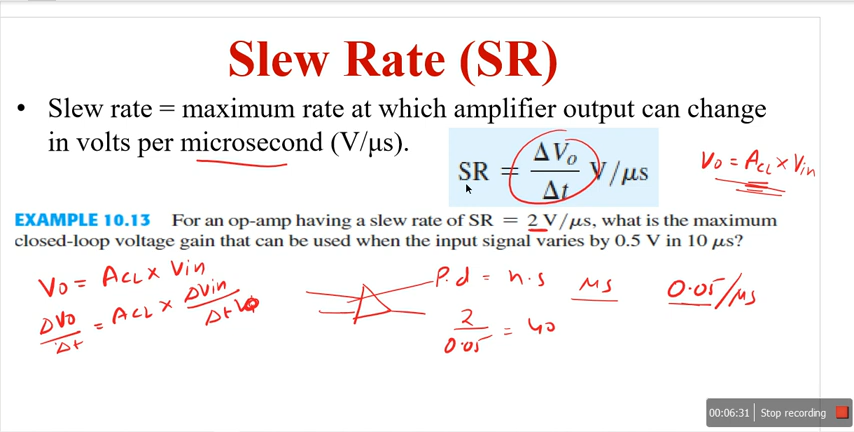 Slew Rate (SR)
• Slew rate = maximum rate at which amplifier output can change
in volts per microsecond (V/μs).
SR = ΔVo/Δt V/μs
Vo = ACL × Vin
EXAMPLE 10.13 For an op-amp having a slew rate of SR = 2 V/μs, what is the maximum
closed-loop voltage gain that can be used when the input signal varies by 0.5 V in 10 μs?
Vo = ACL × Vin
ΔVo/Δt = ACL × ΔVin/Δt
P.d = n.s
μs
0.05/μs
2/0.05 = 40
00:06:31 Stop recording